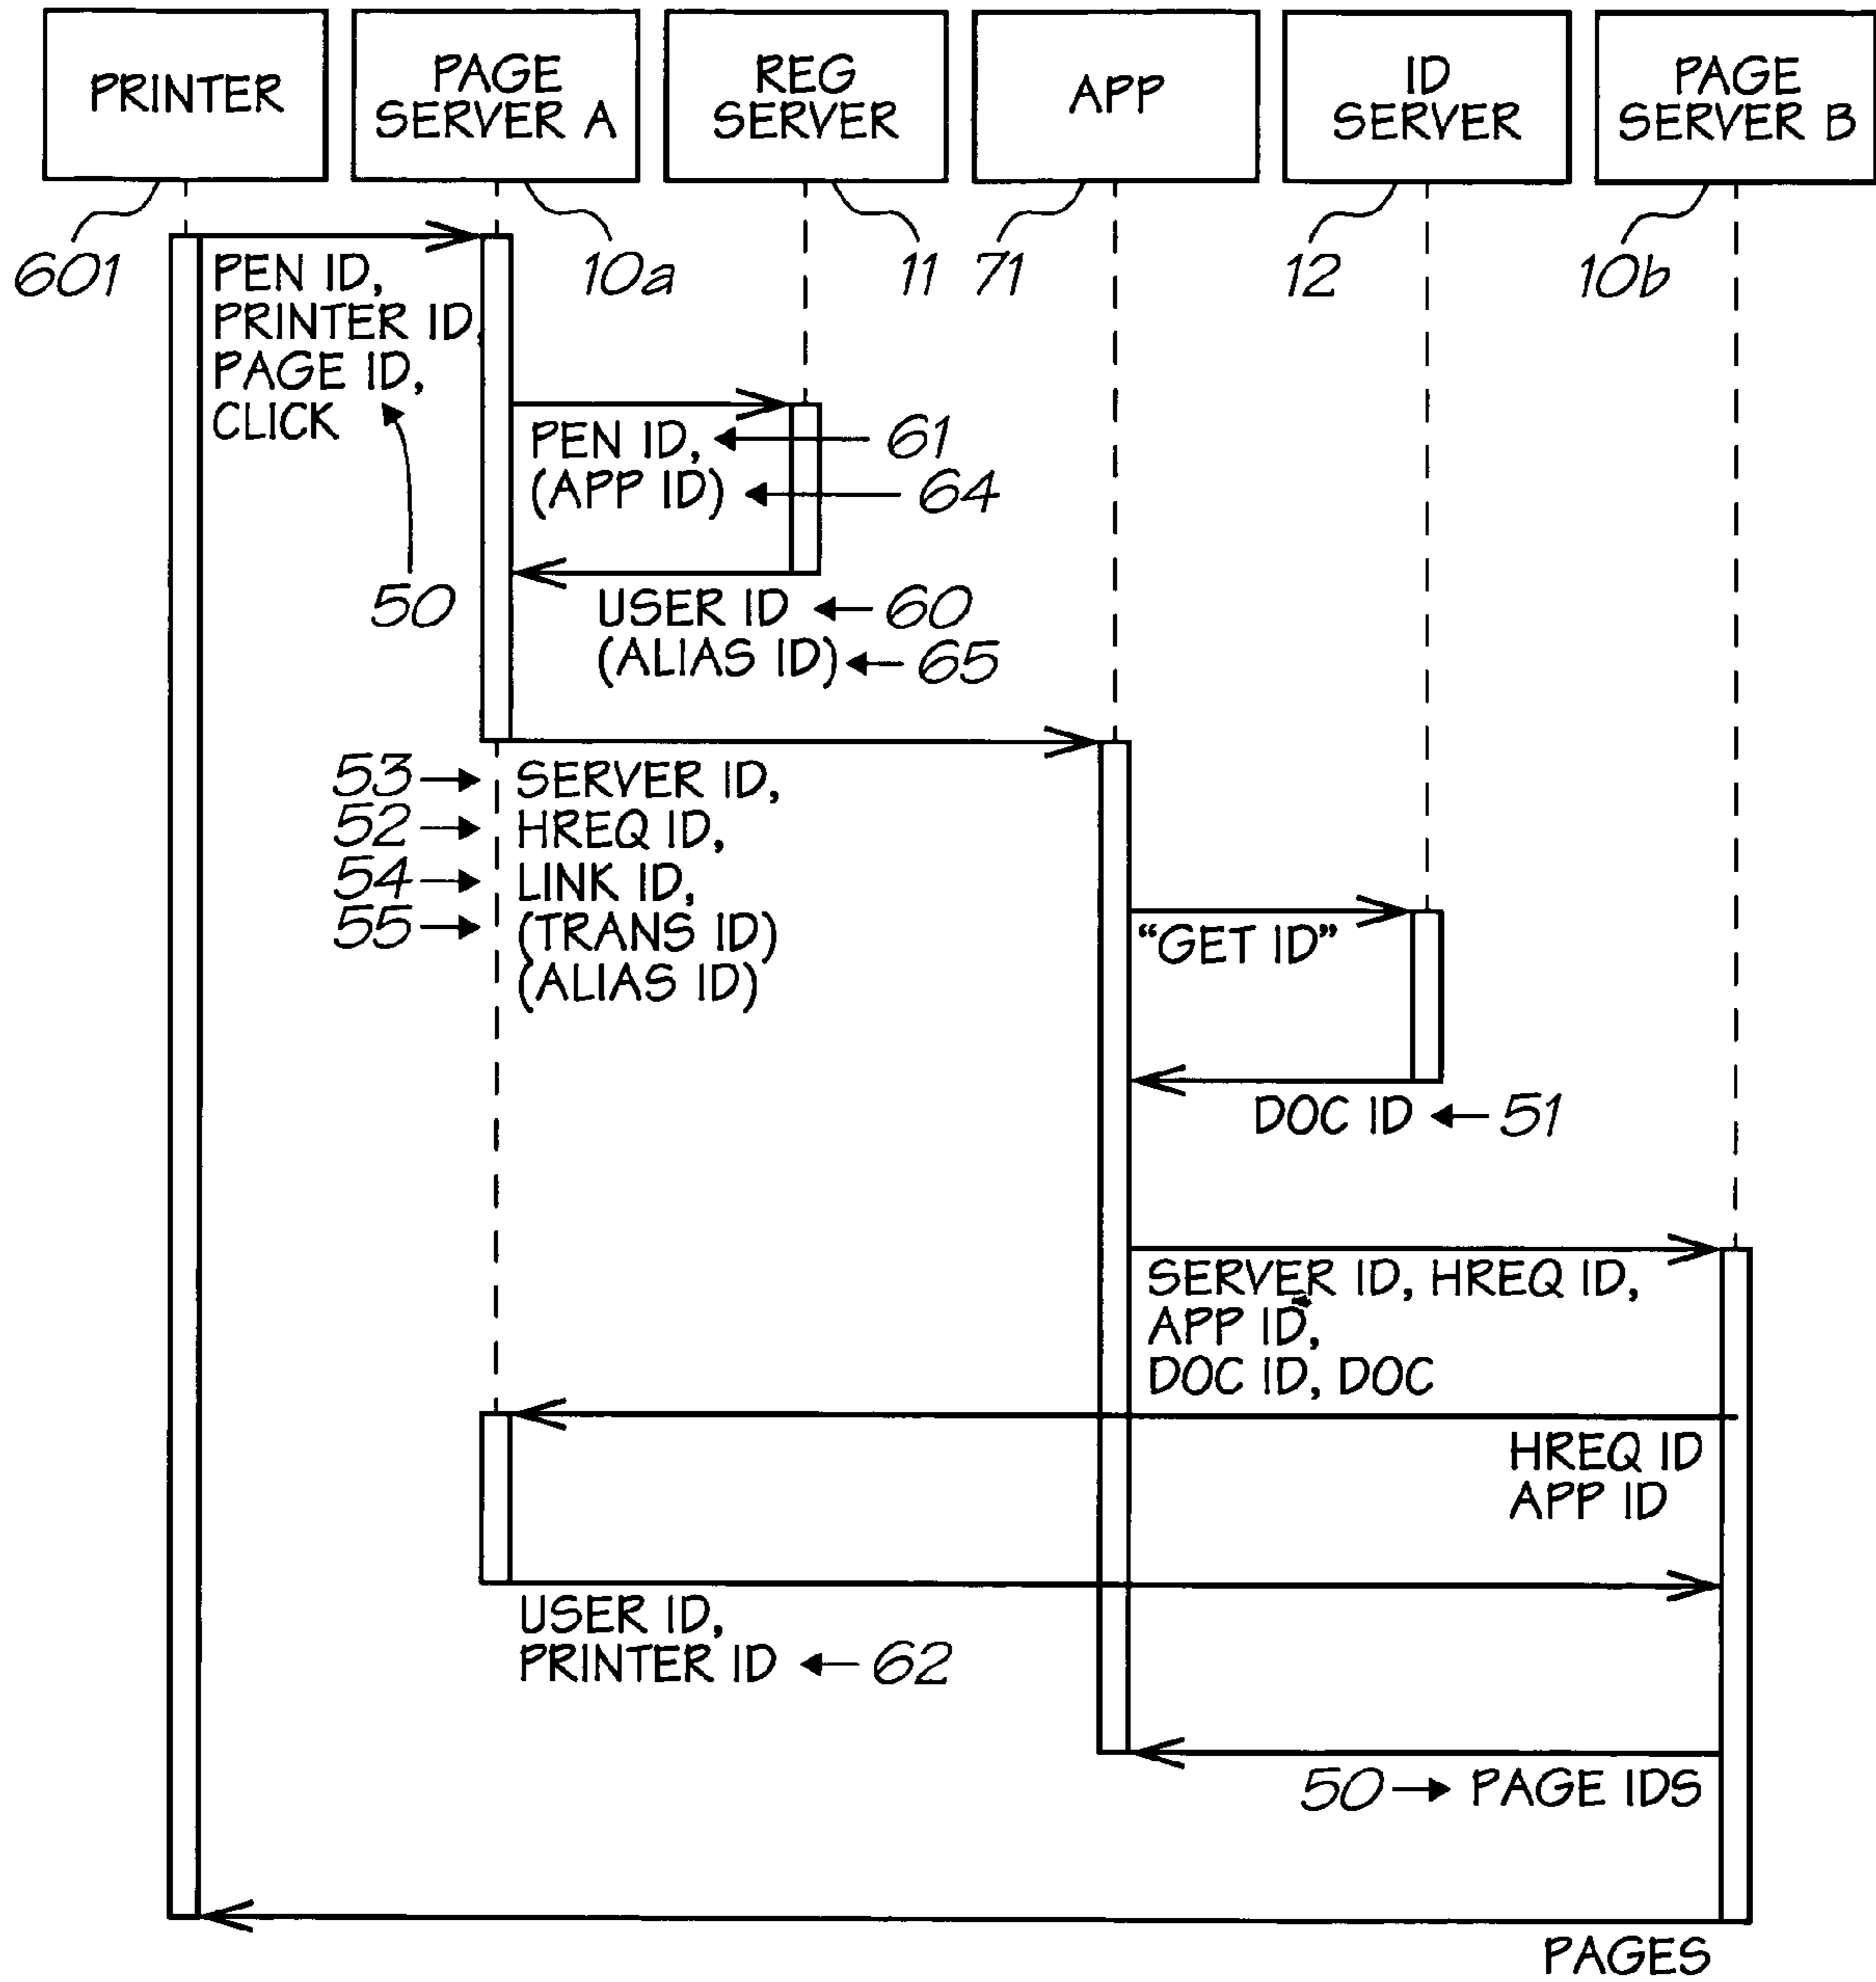 PRINTER
PAGE
SERVER A
REG
SERVER
APP
ID
SERVER
PAGE
SERVER B
601
10a
11
71
12
10b
PEN ID,
PRINTER ID,
PAGE ID,
CLICK
50
PEN ID,
61
(APP ID)
64
USER ID
60
(ALIAS ID)
65
53
SERVER ID,
52
HREQ ID,
54
LINK ID,
55
(TRANS ID)
(ALIAS ID)
“GET ID”
DOC ID
51
SERVER ID, HREQ ID,
APP ID,
DOC ID, DOC
HREQ ID
APP ID
USER ID,
PRINTER ID
62
50
PAGE IDS
PAGES